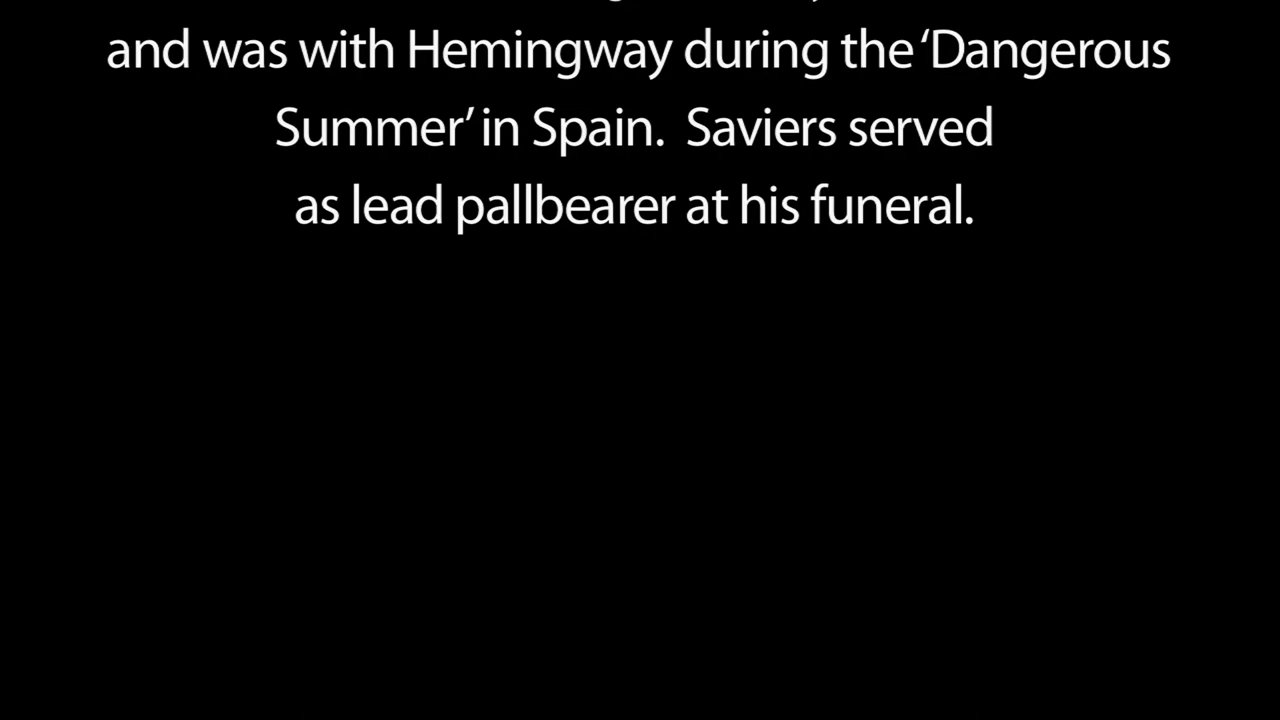 and was with Hemingway during the ‘Dangerous
Summer’ in Spain.  Saviers served
as lead pallbearer at his funeral.